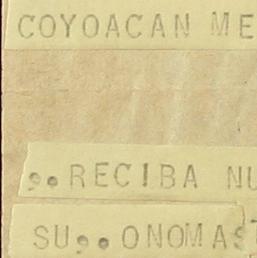 COYOACAN ME
,,.RECIBA NU
SU,.. ONOMAS